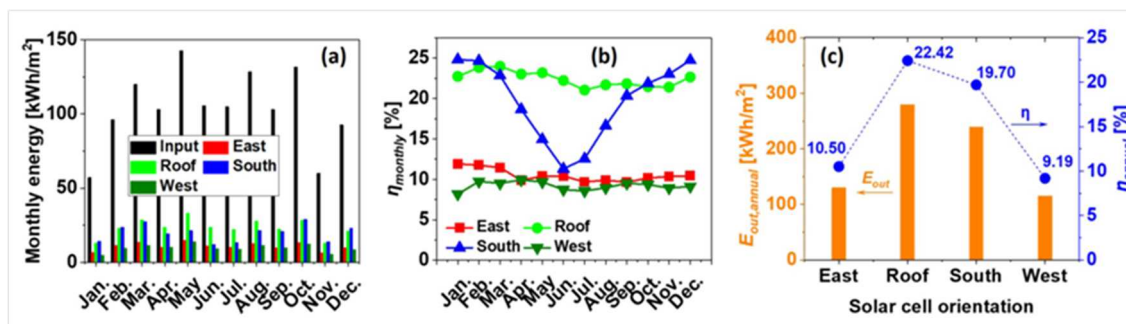 Monthly energy [kWh/m²]
150
100
50
0
(a)
Input
East
Roof
South
West
Jan.
Feb.
Mar.
Apr.
May
Jun.
Jul.
Aug.
Sep.
Oct.
Nov.
Dec.
ηmonthly [%]
25
20
15
10
5
0
(b)
East
Roof
South
West
Jan.
Feb.
Mar.
Apr.
May
Jun.
Jul.
Aug.
Sep.
Oct.
Nov.
Dec.
Eout,annual [kWh/m²]
400
300
200
100
0
(c)
22.42
19.70
10.50
9.19
η
Eout
25
20
15
10
5
0
ηannual [%]
East
Roof
South
West
Solar cell orientation